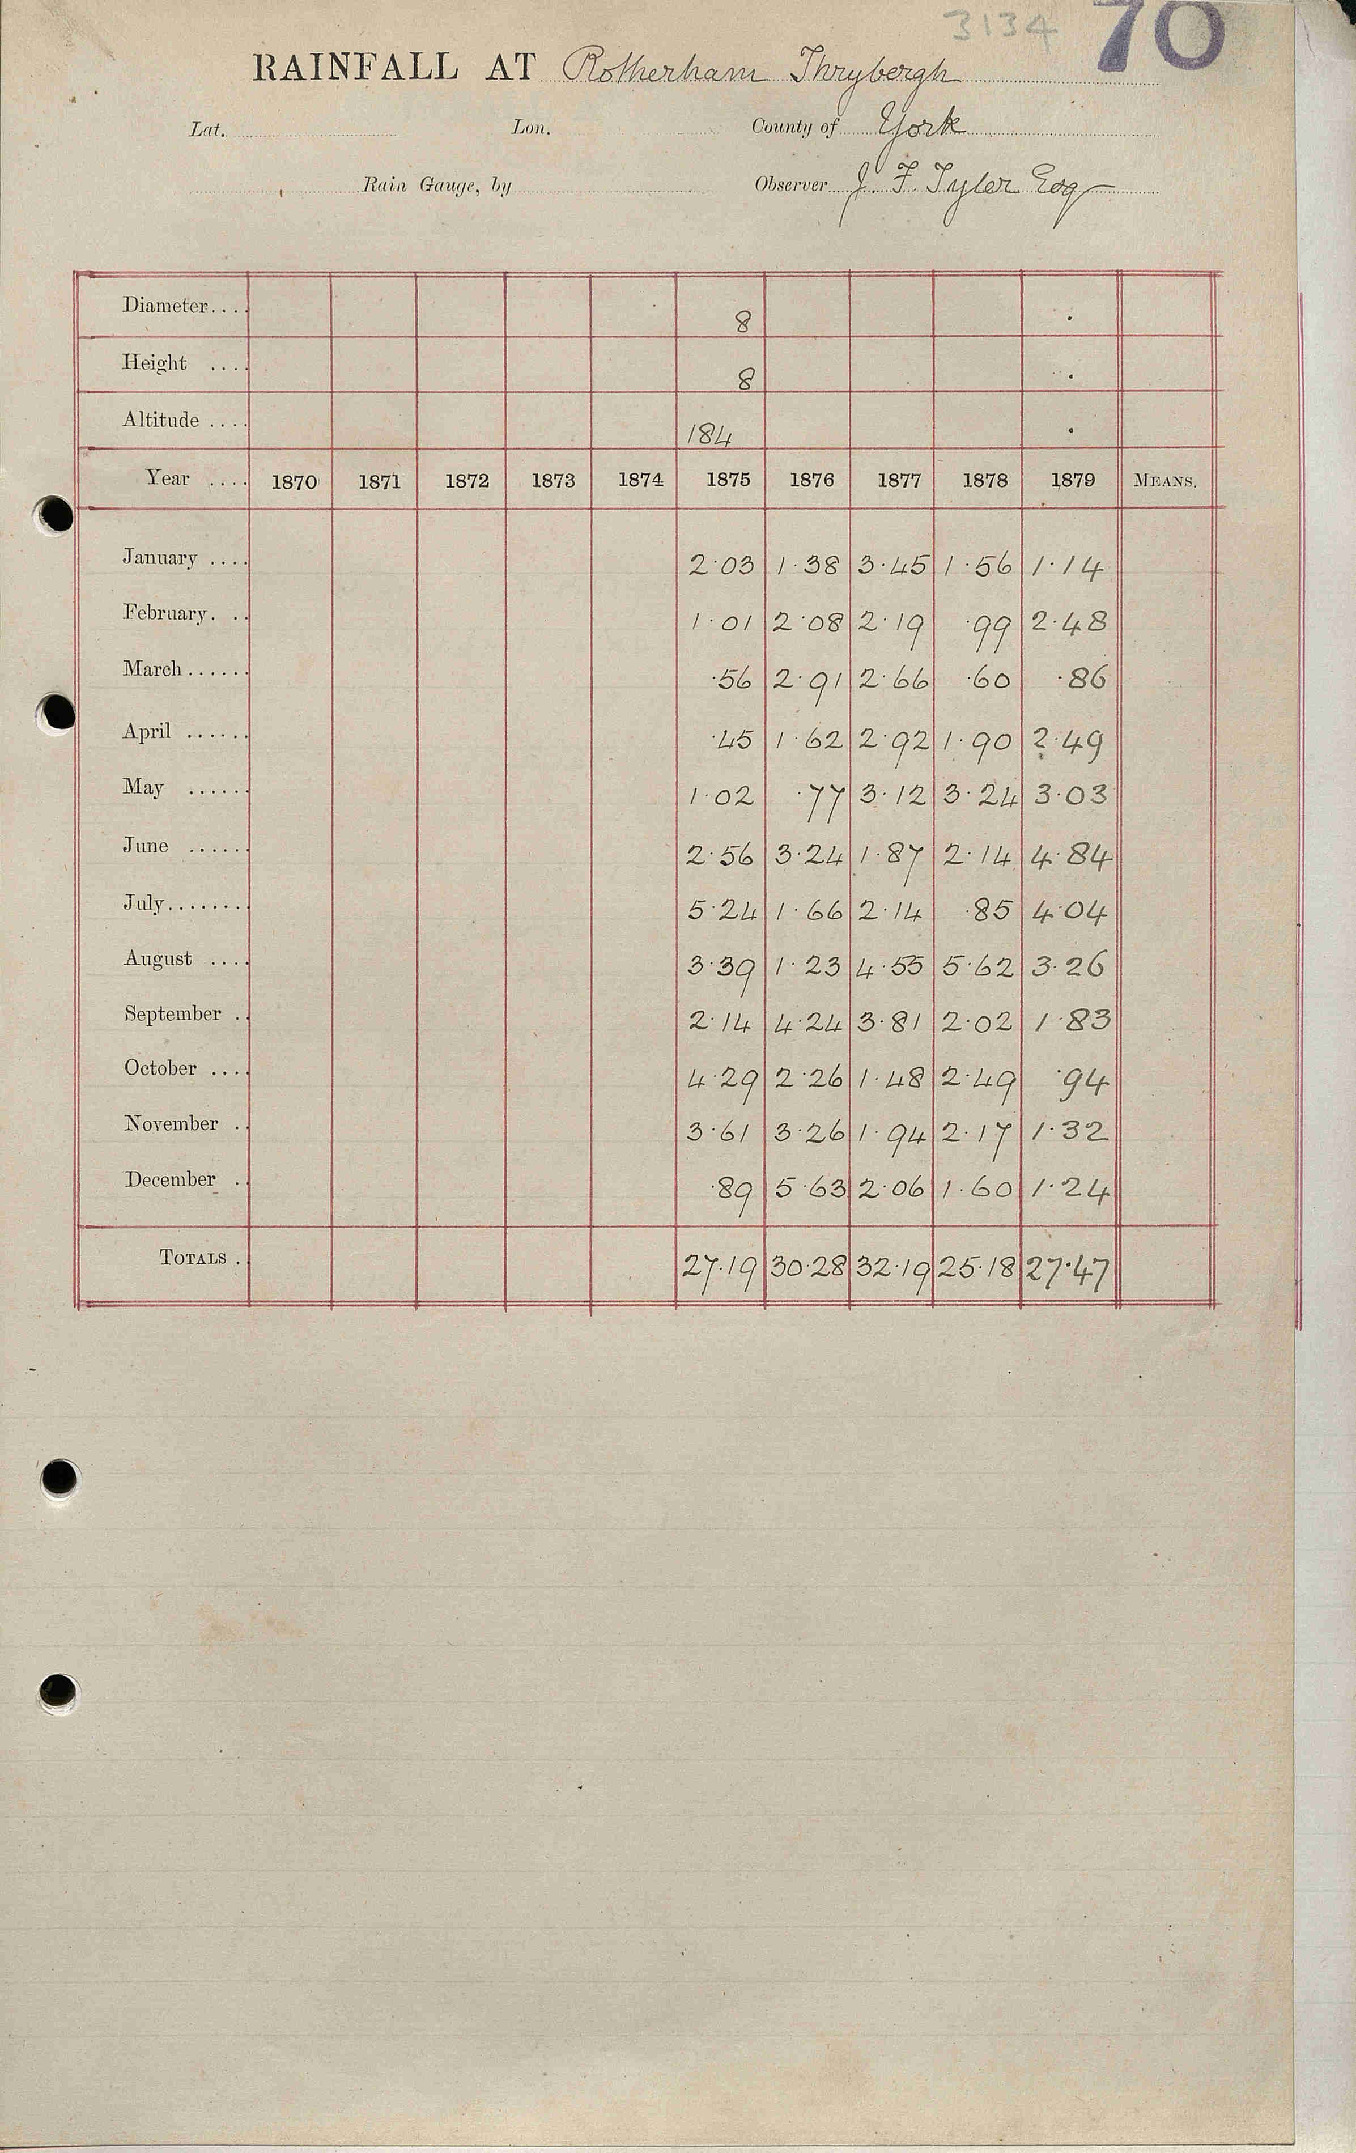 3134 70
RAINFALL AT Rotherham Thrybergh
Lat. Lon. County of York
Rain Gauge, by Observer J. F. Tyler Esq
Diameter.... 8 .
Height .... 8 .
Altitude .... 184 .
Year .... 1870 1871 1872 1873 1874 1875 1876 1877 1878 1879 MEANS.
January .... 2·03 1·38 3·45 1·56 1·14
February. .. 1·01 2·08 2·19 ·99 2·48
March...... ·56 2·91 2·66 ·60 ·86
April ...... ·45 1·62 2·92 1·90 2·49
May ...... 1·02 ·77 3·12 3·24 3·03
June ...... 2·56 3·24 1·87 2·14 4·84
July........ 5·24 1·66 2·14 ·85 4·04
August .... 3·39 1·23 4·55 5·62 3·26
September .. 2·14 4·24 3·81 2·02 1·83
October .... 4·29 2·26 1·48 2·49 ·94
November .. 3·61 3·26 1·94 2·17 1·32
December .. ·89 5·63 2·06 1·60 1·24
TOTALS . 27·19 30·28 32·19 25·18 27·47